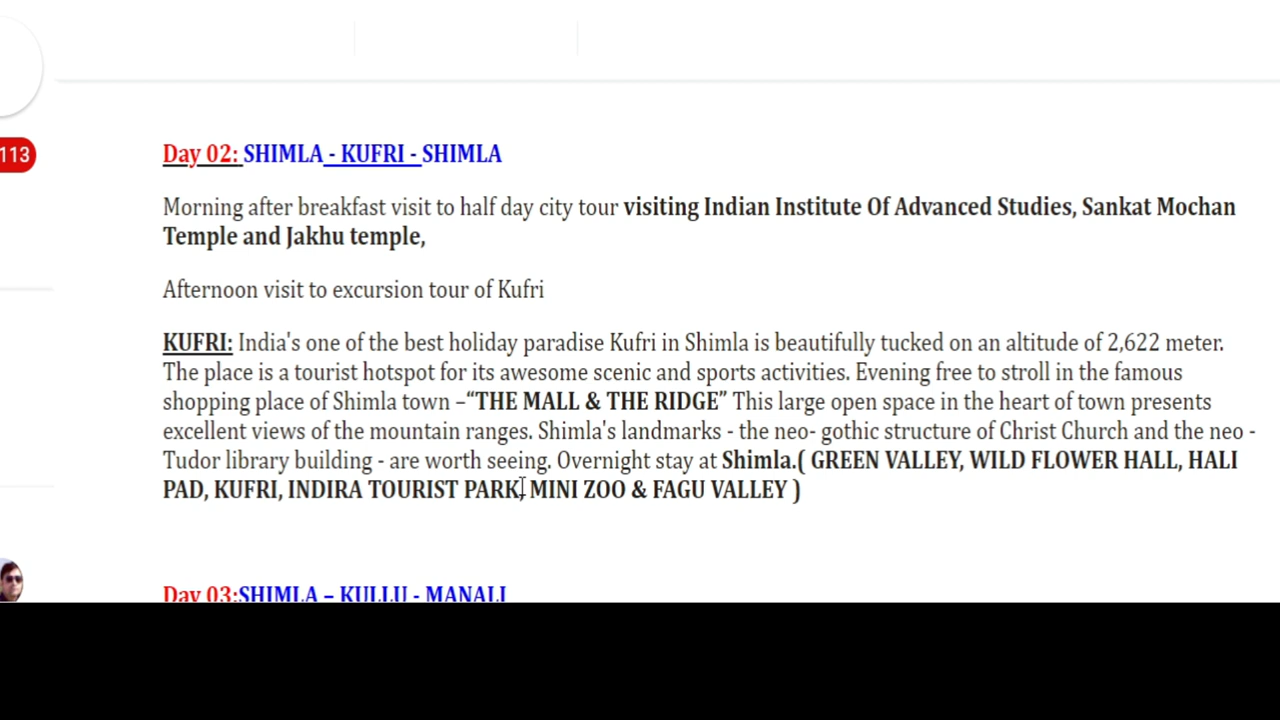 113
Day 02: SHIMLA - KUFRI - SHIMLA
Morning after breakfast visit to half day city tour visiting Indian Institute Of Advanced Studies, Sankat Mochan
Temple and Jakhu temple,
Afternoon visit to excursion tour of Kufri
KUFRI: India's one of the best holiday paradise Kufri in Shimla is beautifully tucked on an altitude of 2,622 meter.
The place is a tourist hotspot for its awesome scenic and sports activities. Evening free to stroll in the famous
shopping place of Shimla town –“THE MALL & THE RIDGE” This large open space in the heart of town presents
excellent views of the mountain ranges. Shimla's landmarks - the neo- gothic structure of Christ Church and the neo -
Tudor library building - are worth seeing. Overnight stay at Shimla.( GREEN VALLEY, WILD FLOWER HALL, HALI
PAD, KUFRI, INDIRA TOURIST PARK, MINI ZOO & FAGU VALLEY )
Day 03:SHIMLA – KULLU - MANALI